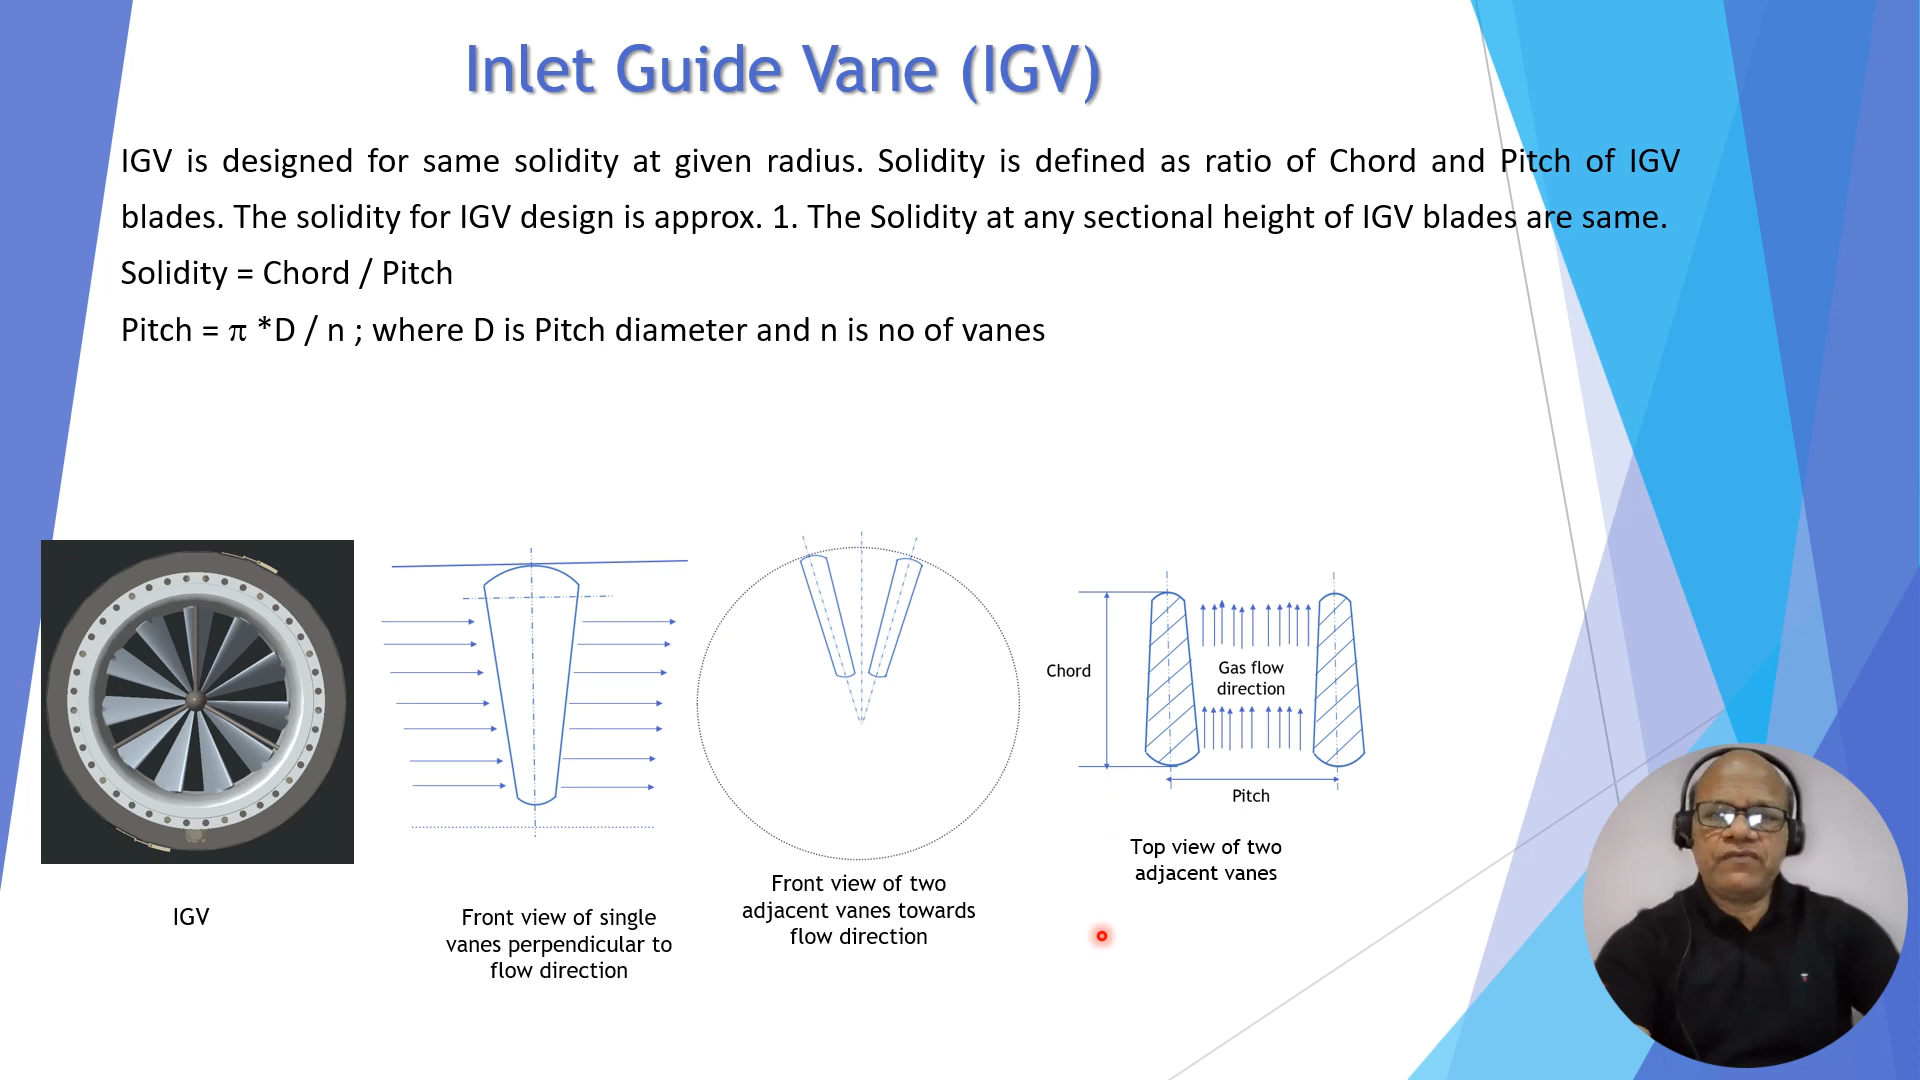 Inlet Guide Vane (IGV)
IGV is designed for same solidity at given radius. Solidity is defined as ratio of Chord and Pitch of IGV
blades. The solidity for IGV design is approx. 1. The Solidity at any sectional height of IGV blades are same.
Solidity = Chord / Pitch
Pitch = π *D / n ; where D is Pitch diameter and n is no of vanes
IGV
Front view of single
vanes perpendicular to
flow direction
Front view of two
adjacent vanes towards
flow direction
Chord
Gas flow
direction
Pitch
Top view of two
adjacent vanes